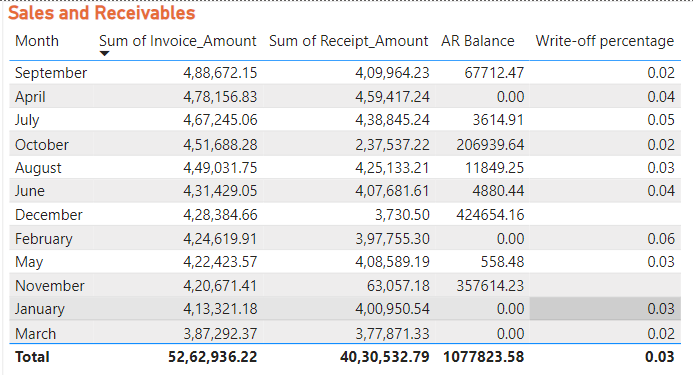 Sales and Receivables
Month Sum of Invoice_Amount Sum of Receipt_Amount AR Balance Write-off percentage
September 4,88,672.15 4,09,964.23 67712.47 0.02
April 4,78,156.83 4,59,417.24 0.00 0.04
July 4,67,245.06 4,38,845.24 3614.91 0.05
October 4,51,688.28 2,37,537.22 206939.64 0.02
August 4,49,031.75 4,25,133.21 11849.25 0.03
June 4,31,429.05 4,07,681.61 4880.44 0.04
December 4,28,384.66 3,730.50 424654.16
February 4,24,619.91 3,97,755.30 0.00 0.06
May 4,22,423.57 4,08,589.19 558.48 0.03
November 4,20,671.41 63,057.18 357614.23
January 4,13,321.18 4,00,950.54 0.00 0.03
March 3,87,292.37 3,77,871.33 0.00 0.02
Total 52,62,936.22 40,30,532.79 1077823.58 0.03